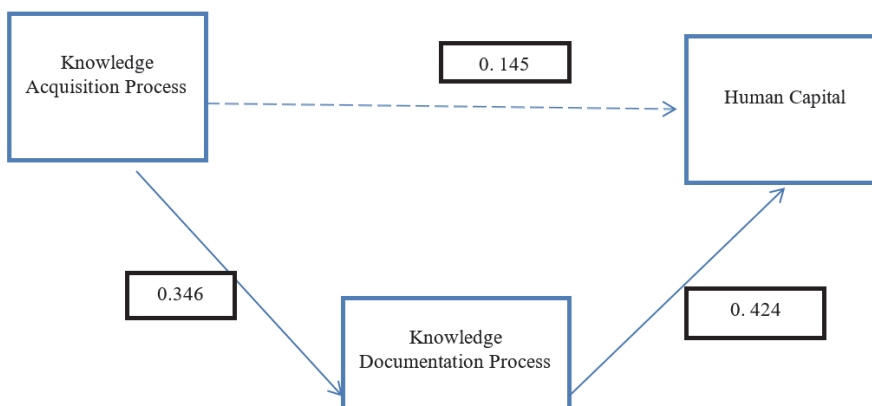 Knowledge
Acquisition Process
0. 145
Human Capital
0.346
0. 424
Knowledge
Documentation Process